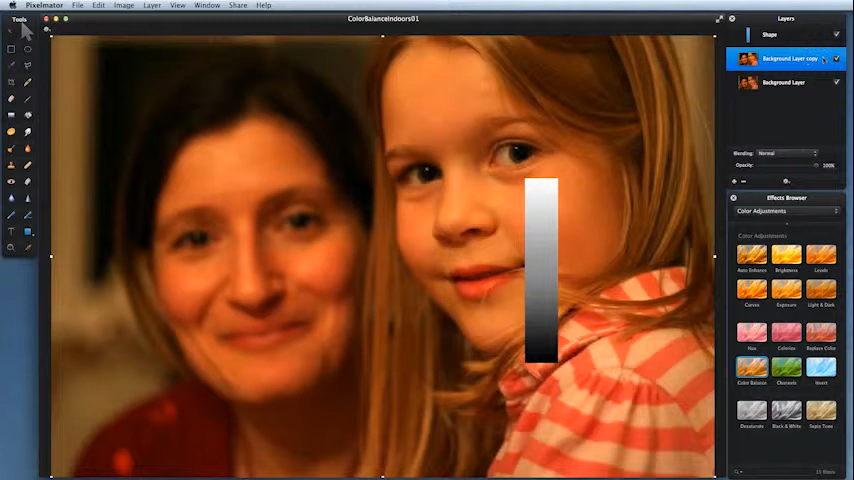 Pixelmator File Edit Image Layer Select View Window Share Help
Tools
ColorBalanceIndoors01
Layers
Shape
Background Layer copy
Background Layer
Blending: Normal
Opacity: 100%
Effects Browser
Color Adjustments
Color Adjustments
Auto Enhance Brightness Levels
Curves Exposure Light & Dark
Hue Colorize Replace Color
Color Balance Channels Invert
Desaturate Black & White Sepia Tone